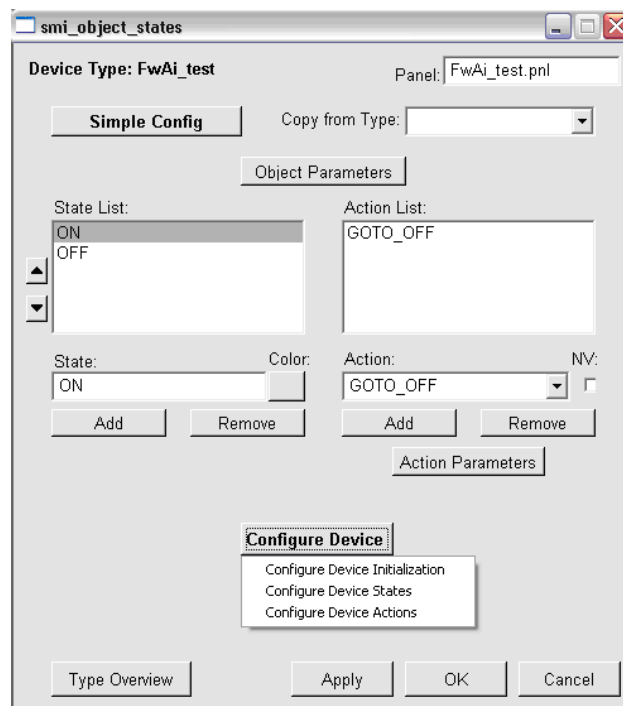 smi_object_states
Device Type: FwAi_test
Panel: FwAi_test.pnl
Simple Config
Copy from Type:
Object Parameters
State List:
Action List:
ON
GOTO_OFF
OFF
State:
Color:
Action:
NV:
ON
GOTO_OFF
Add
Remove
Add
Remove
Action Parameters
Configure Device
Configure Device Initialization
Configure Device States
Configure Device Actions
Type Overview
Apply
OK
Cancel